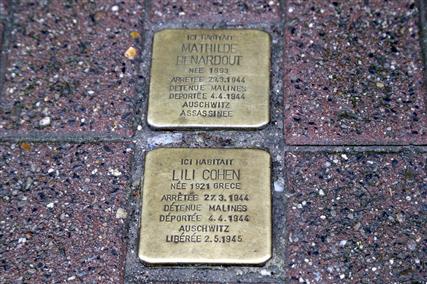 ICI HABITAIT
MATHILDE
BENARDOUT
NÉE 1893
ARRÊTÉE 27.3.1944
DÉTENUE MALINES
DÉPORTÉE 4.4.1944
AUSCHWITZ
ASSASSINÉE
ICI HABITAIT
LILI COHEN
NÉE 1921 GRECE
ARRÊTÉE 27.3.1944
DÉTENUE MALINES
DÉPORTÉE 4.4.1944
AUSCHWITZ
LIBÉRÉE 2.5.1945